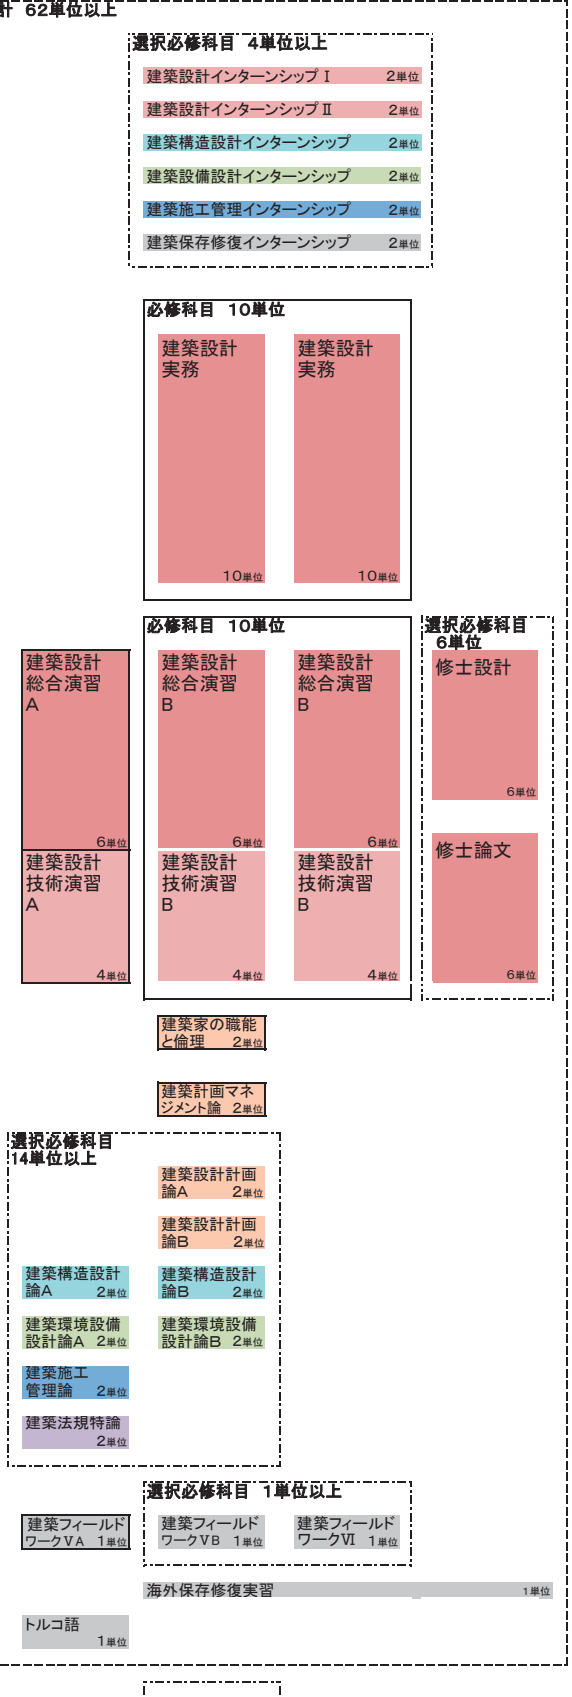 計 62単位以上
選択必修科目 4単位以上
建築設計インターンシップⅠ 2単位
建築設計インターンシップⅡ 2単位
建築構造設計インターンシップ 2単位
建築設備設計インターンシップ 2単位
建築施工管理インターンシップ 2単位
建築保存修復インターンシップ 2単位
必修科目 10単位
建築設計
実務
10単位
建築設計
実務
10単位
必修科目 10単位
選択必修科目
6単位
建築設計
総合演習
A
6単位
建築設計
総合演習
B
6単位
建築設計
総合演習
B
6単位
修士設計
6単位
建築設計
技術演習
A
4単位
建築設計
技術演習
B
4単位
建築設計
技術演習
B
4単位
修士論文
6単位
建築家の職能
と倫理 2単位
建築計画マネ
ジメント論 2単位
選択必修科目
14単位以上
建築設計計画
論A 2単位
建築設計計画
論B 2単位
建築構造設計
論A 2単位
建築構造設計
論B 2単位
建築環境設備
設計論A 2単位
建築環境設備
設計論B 2単位
建築施工
管理論 2単位
建築法規特論
2単位
選択必修科目 1単位以上
建築フィールド
ワークⅤA 1単位
建築フィールド
ワークⅤB 1単位
建築フィールド
ワークⅥ 1単位
海外保存修復実習 1単位
トルコ語
1単位